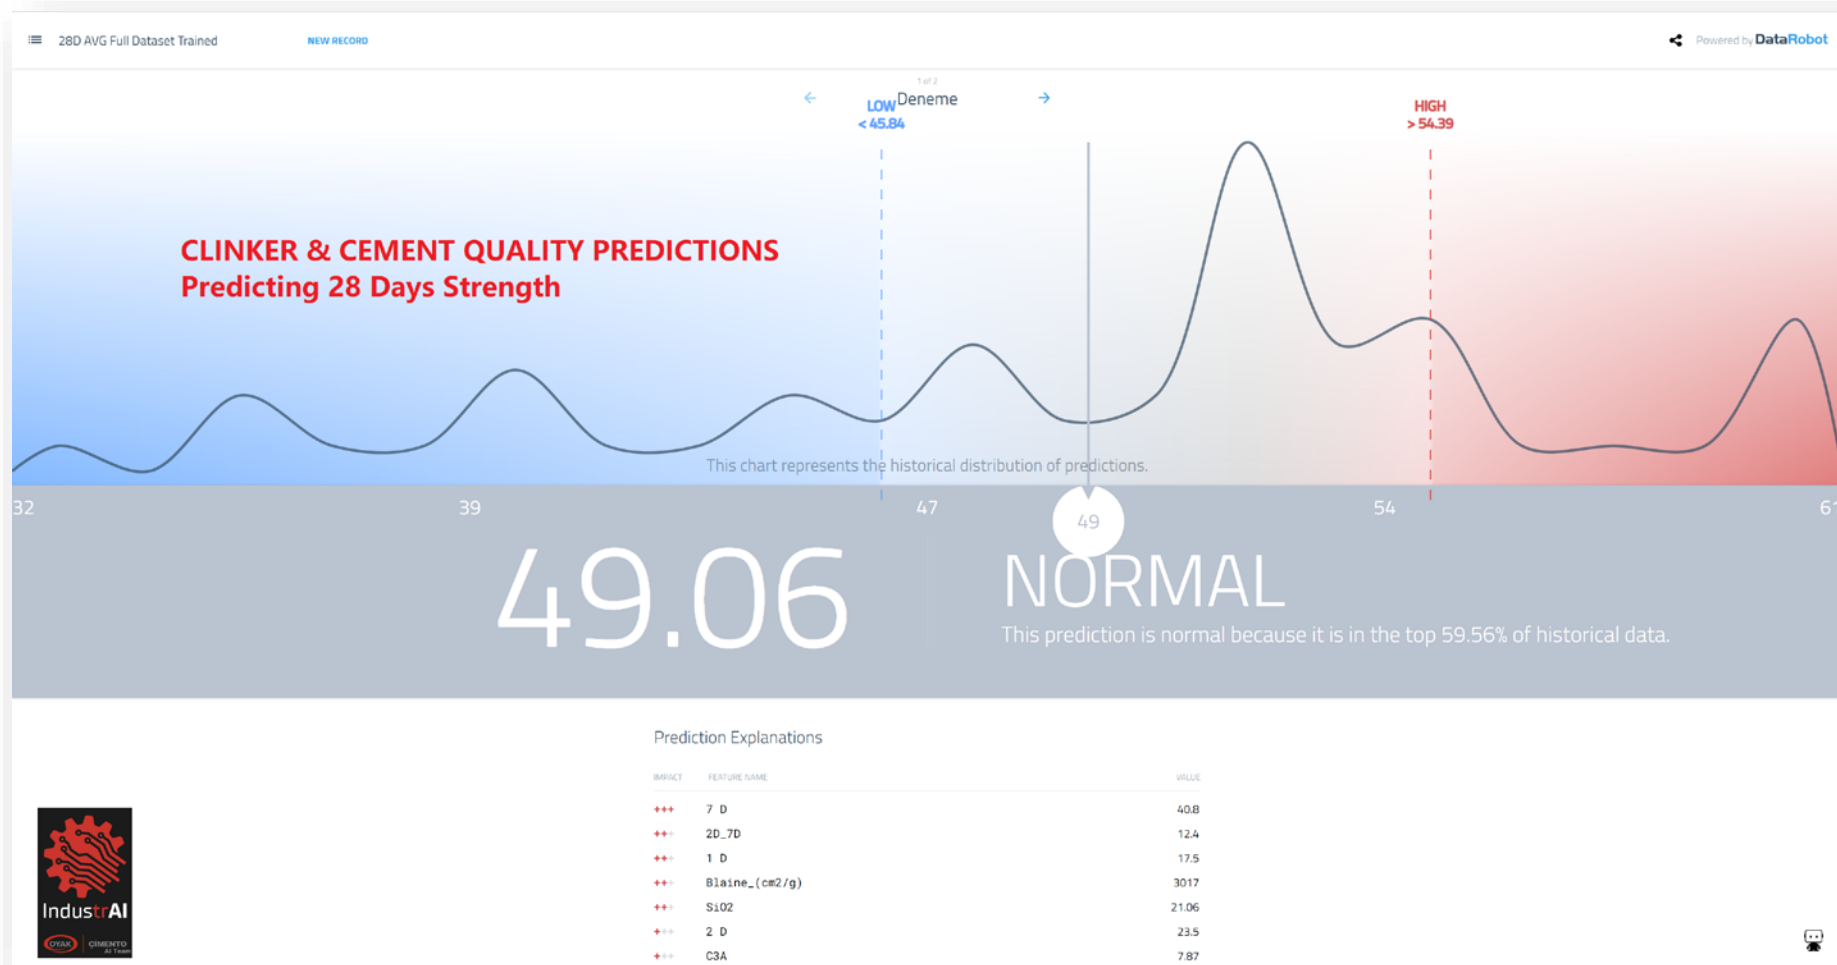 28D AVG Full Dataset Trained
NEW RECORD
Powered by DataRobot
1 of 2
Deneme
LOW
< 45.84
HIGH
> 54.39
CLINKER & CEMENT QUALITY PREDICTIONS
Predicting 28 Days Strength
This chart represents the historical distribution of predictions.
32 39 47 54 61
49
49.06
NORMAL
This prediction is normal because it is in the top 59.56% of historical data.
Prediction Explanations
IMPACT FEATURE NAME VALUE
+++ 7 D 40.8
+++ 2D_7D 12.4
+++ 1 D 17.5
+++ Blaine_(cm2/g) 3017
+++ SiO2 21.06
+++ 2 D 23.5
+++ C3A 7.87
IndustrAI
OYAK ÇİMENTO
AI Team